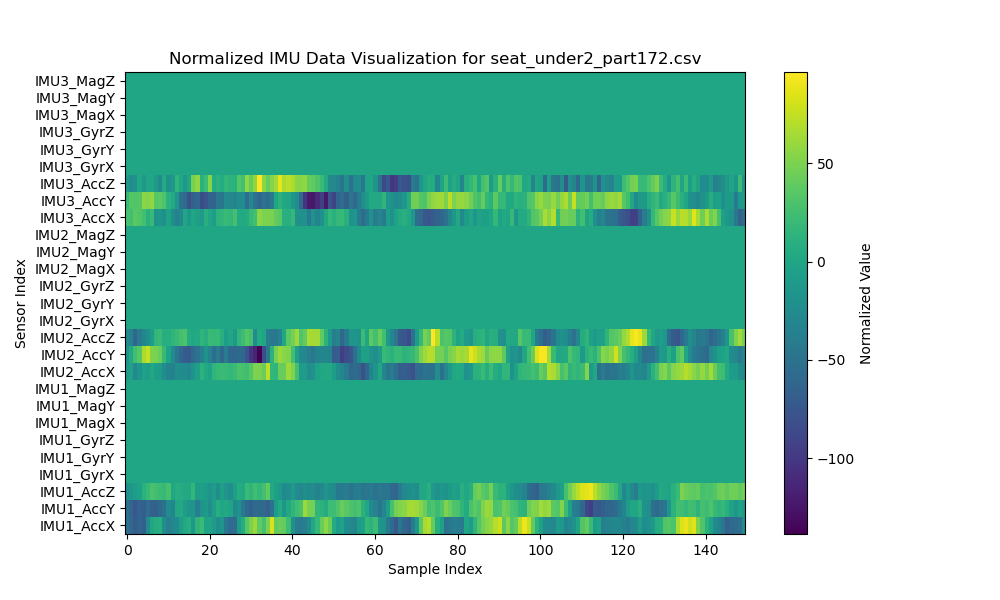 Normalized IMU Data Visualization for seat_under2_part172.csv
IMU3_MagZ
IMU3_MagY
IMU3_MagX
IMU3_GyrZ
IMU3_GyrY
IMU3_GyrX
IMU3_AccZ
IMU3_AccY
IMU3_AccX
IMU2_MagZ
IMU2_MagY
IMU2_MagX
IMU2_GyrZ
IMU2_GyrY
IMU2_GyrX
IMU2_AccZ
IMU2_AccY
IMU2_AccX
IMU1_MagZ
IMU1_MagY
IMU1_MagX
IMU1_GyrZ
IMU1_GyrY
IMU1_GyrX
IMU1_AccZ
IMU1_AccY
IMU1_AccX
Sensor Index
0 20 40 60 80 100 120 140
Sample Index
50
0
−50
−100
Normalized Value